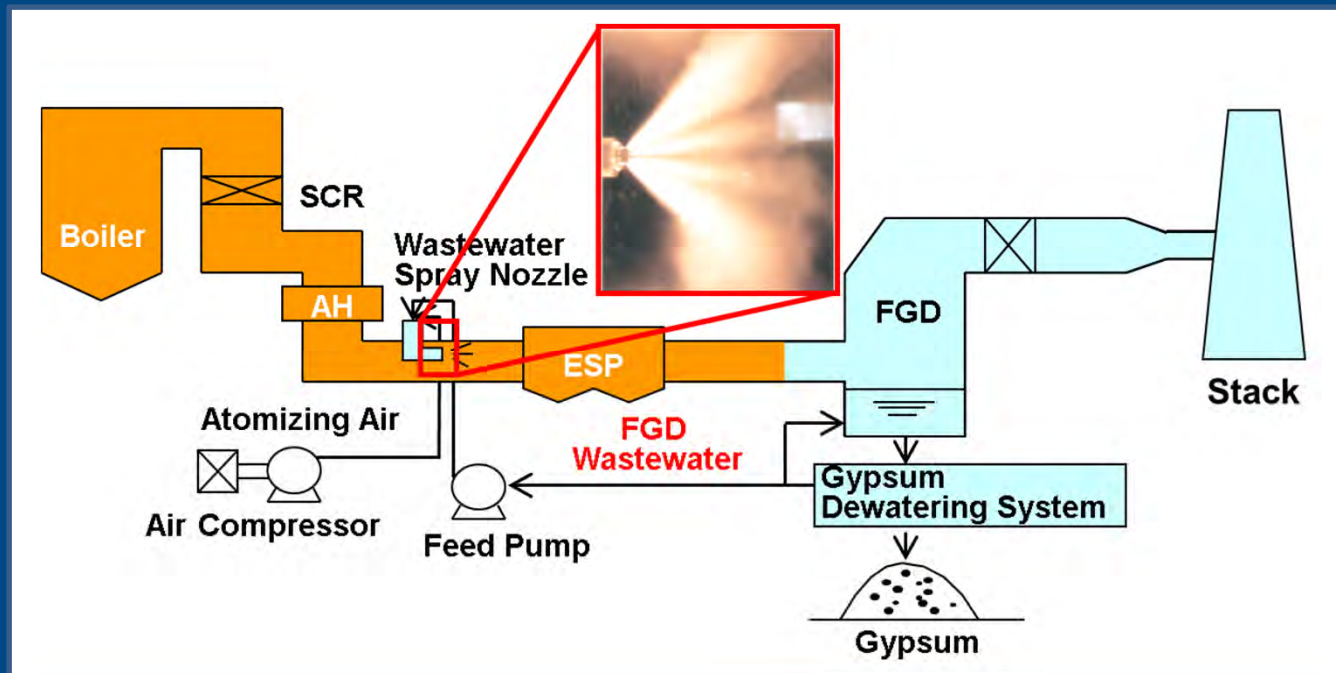 Boiler
SCR
AH
Wastewater
Spray Nozzle
ESP
FGD
Stack
Atomizing Air
Air Compressor
FGD
Wastewater
Feed Pump
Gypsum
Dewatering System
Gypsum